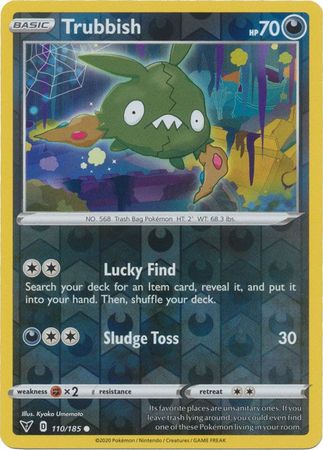 BASIC
Trubbish
HP 70
NO. 568 Trash Bag Pokémon HT. 2' WT. 68.3 lbs.
Lucky Find
Search your deck for an Item card, reveal it, and put it into your hand. Then, shuffle your deck.
Sludge Toss 30
weakness ×2 resistance retreat
Illus. Kyoko Umemoto
D 110/185
Its favorite places are unsanitary ones. If you
leave trash lying around, you could even find
one of these Pokémon living in your room.
©2020 Pokémon / Nintendo / Creatures / GAME FREAK